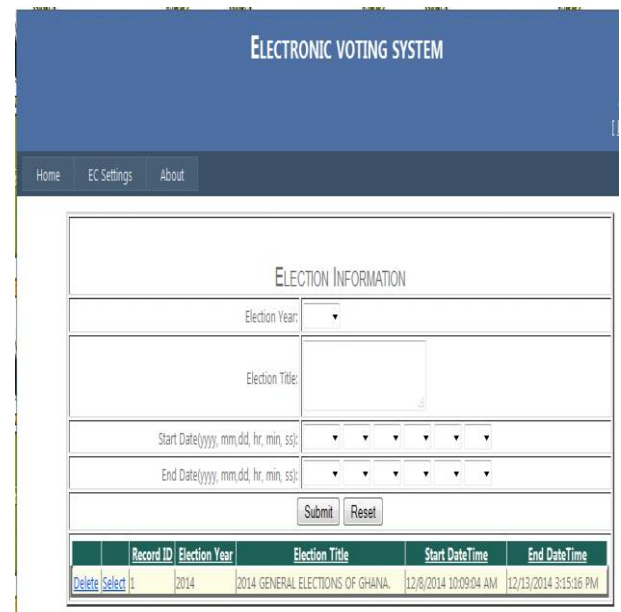 ELECTRONIC VOTING SYSTEM
Home EC Settings About
ELECTION INFORMATION
Election Year:
Election Title:
Start Date(yyyy, mm,dd, hr, min, ss):
End Date(yyyy, mm,dd, hr, min, ss):
Submit Reset
Record ID Election Year Election Title Start DateTime End DateTime
Delete Select 1 2014 2014 GENERAL ELECTIONS OF GHANA. 12/8/2014 10:09:04 AM 12/13/2014 3:15:16 PM